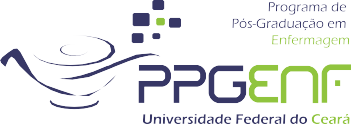 Programa de
Pós-Graduação em
Enfermagem
PPGENF
Universidade Federal do Ceará